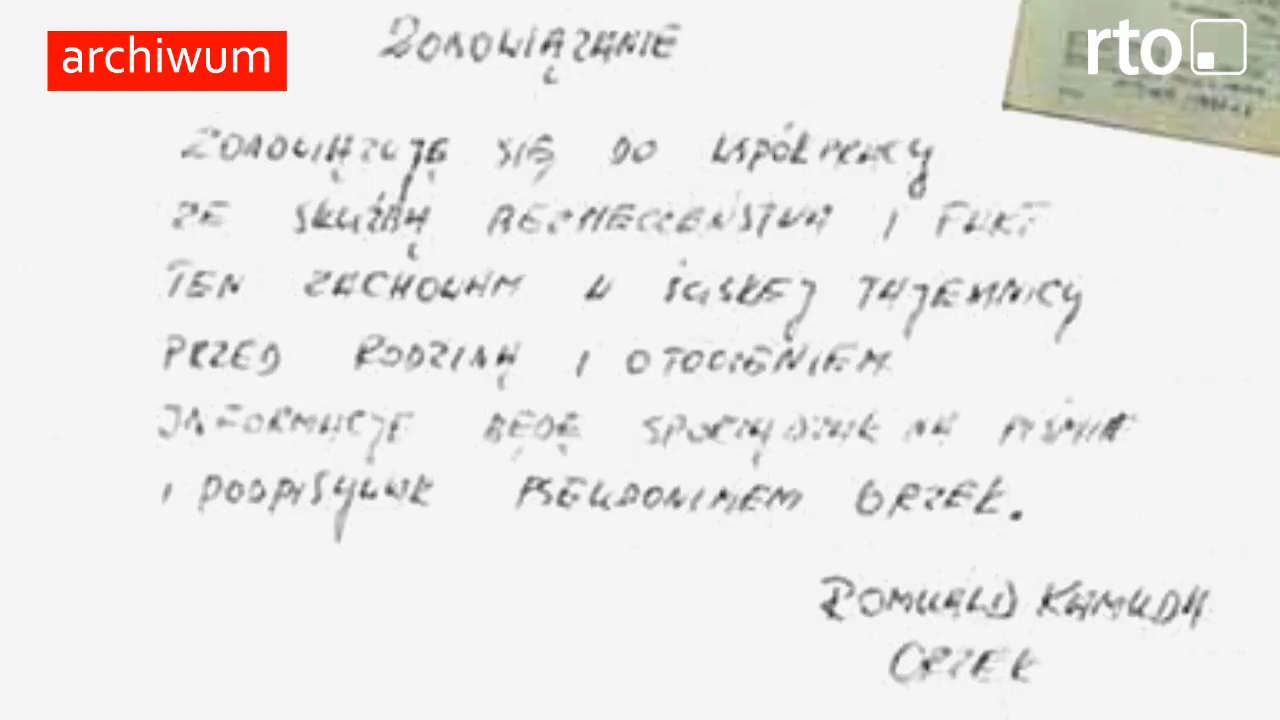 archiwum
rto
ZOBOWIĄZANIE
ZOBOWIĄZUJĘ SIĘ DO WSPÓŁPRACY
ZE SŁUŻBĄ BEZPIECZEŃSTWA I FAKT
TEN ZACHOWAM W ŚCISŁEJ TAJEMNICY
PRZED RODZINĄ I OTOCZENIEM
INFORMACJE BĘDĘ SPORZĄDZAŁ NA PIŚMIE
I PODPISYWAŁ PSEUDONIMEM ORZEŁ.
ROMUALD KAMUDA
ORZEŁ